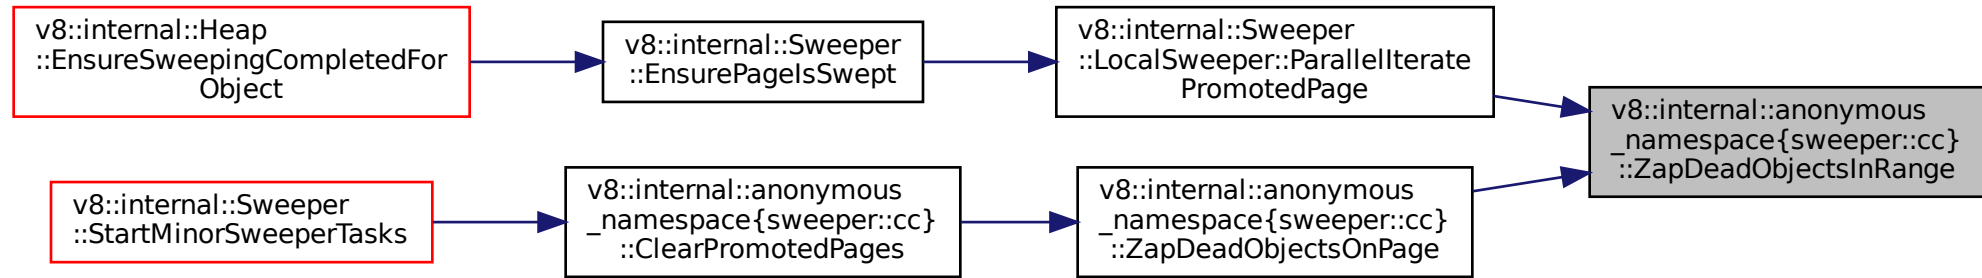 v8::internal::Heap
::EnsureSweepingCompletedFor
Object
v8::internal::Sweeper
::EnsurePageIsSwept
v8::internal::Sweeper
::LocalSweeper::ParallelIterate
PromotedPage
v8::internal::anonymous
_namespace{sweeper::cc}
::ZapDeadObjectsInRange
v8::internal::Sweeper
::StartMinorSweeperTasks
v8::internal::anonymous
_namespace{sweeper::cc}
::ClearPromotedPages
v8::internal::anonymous
_namespace{sweeper::cc}
::ZapDeadObjectsOnPage